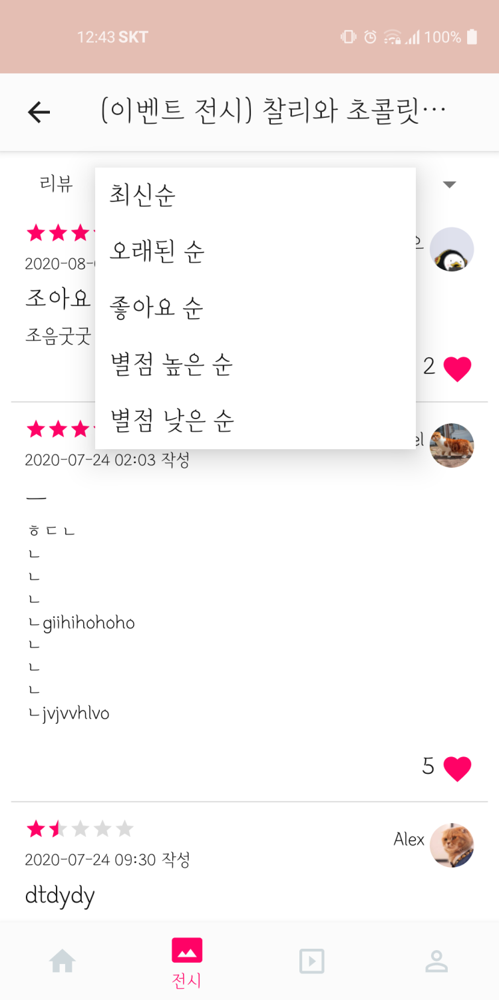 12:43 SKT 100%
(이벤트 전시) 찰리와 초콜릿…
리뷰
최신순
오래된 순
좋아요 순
별점 높은 순
별점 낮은 순
2020-08-
조아요
조음굿굿
2
el
2020-07-24 02:03 작성
ㅡ
ㅎㄷㄴ
ㄴ
ㄴ
ㄴ
ㄴgiihihohoho
ㄴ
ㄴ
ㄴ
ㄴjvjvvhlvo
5
Alex
2020-07-24 09:30 작성
dtdydy
전시